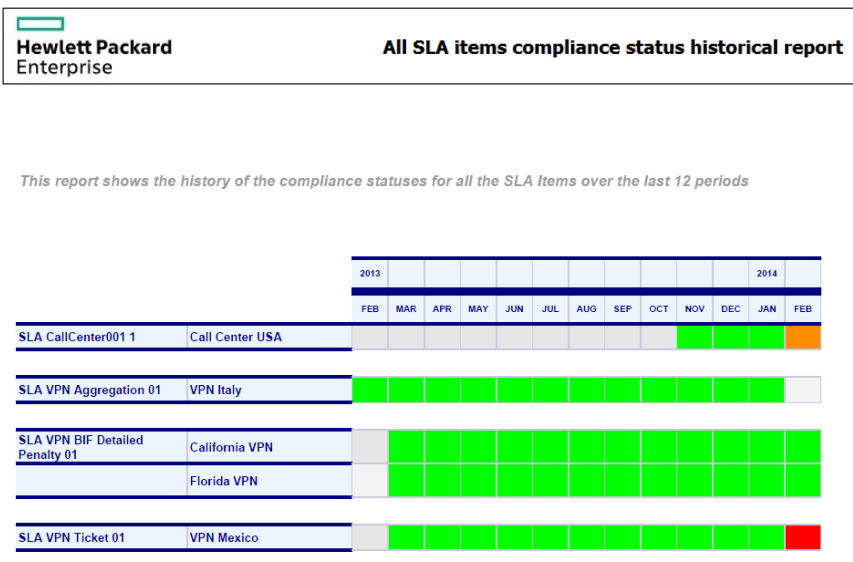 Hewlett Packard
Enterprise
All SLA items compliance status historical report
This report shows the history of the compliance statuses for all the SLA Items over the last 12 periods
2013 2014
FEB MAR APR MAY JUN JUL AUG SEP OCT NOV DEC JAN FEB
SLA CallCenter001 1 Call Center USA
SLA VPN Aggregation 01 VPN Italy
SLA VPN BIF Detailed
Penalty 01 California VPN
Florida VPN
SLA VPN Ticket 01 VPN Mexico